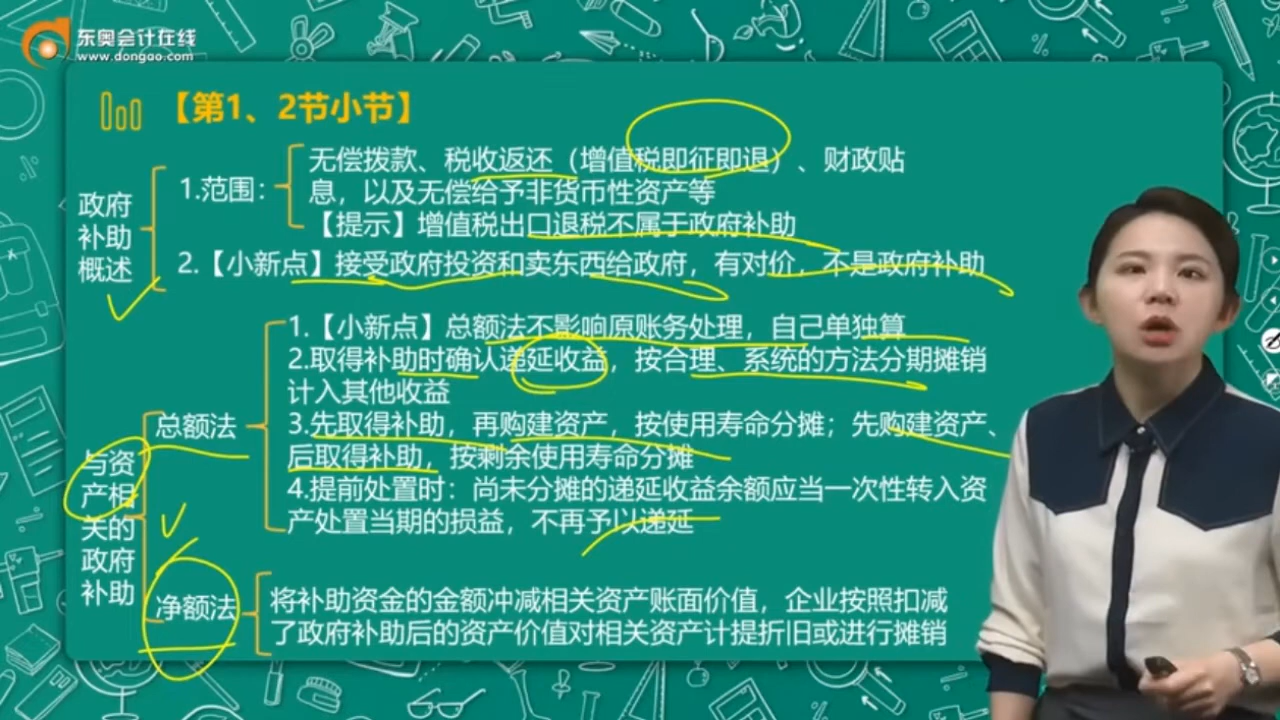 东奥会计在线
www.dongao.com
【第1、2节小节】
政府
补助
概述
1.范围：
无偿拨款、税收返还（增值税即征即退）、财政贴
息，以及无偿给予非货币性资产等
【提示】增值税出口退税不属于政府补助
2.【小新点】接受政府投资和卖东西给政府，有对价，不是政府补助
与资
产相
关的
政府
补助
总额法
1.【小新点】总额法不影响原账务处理，自己单独算
2.取得补助时确认递延收益，按合理、系统的方法分期摊销
计入其他收益
3.先取得补助，再购建资产，按使用寿命分摊；先购建资产、
后取得补助，按剩余使用寿命分摊
4.提前处置时：尚未分摊的递延收益余额应当一次性转入资
产处置当期的损益，不再予以递延
净额法
将补助资金的金额冲减相关资产账面价值，企业按照扣减
了政府补助后的资产价值对相关资产计提折旧或进行摊销